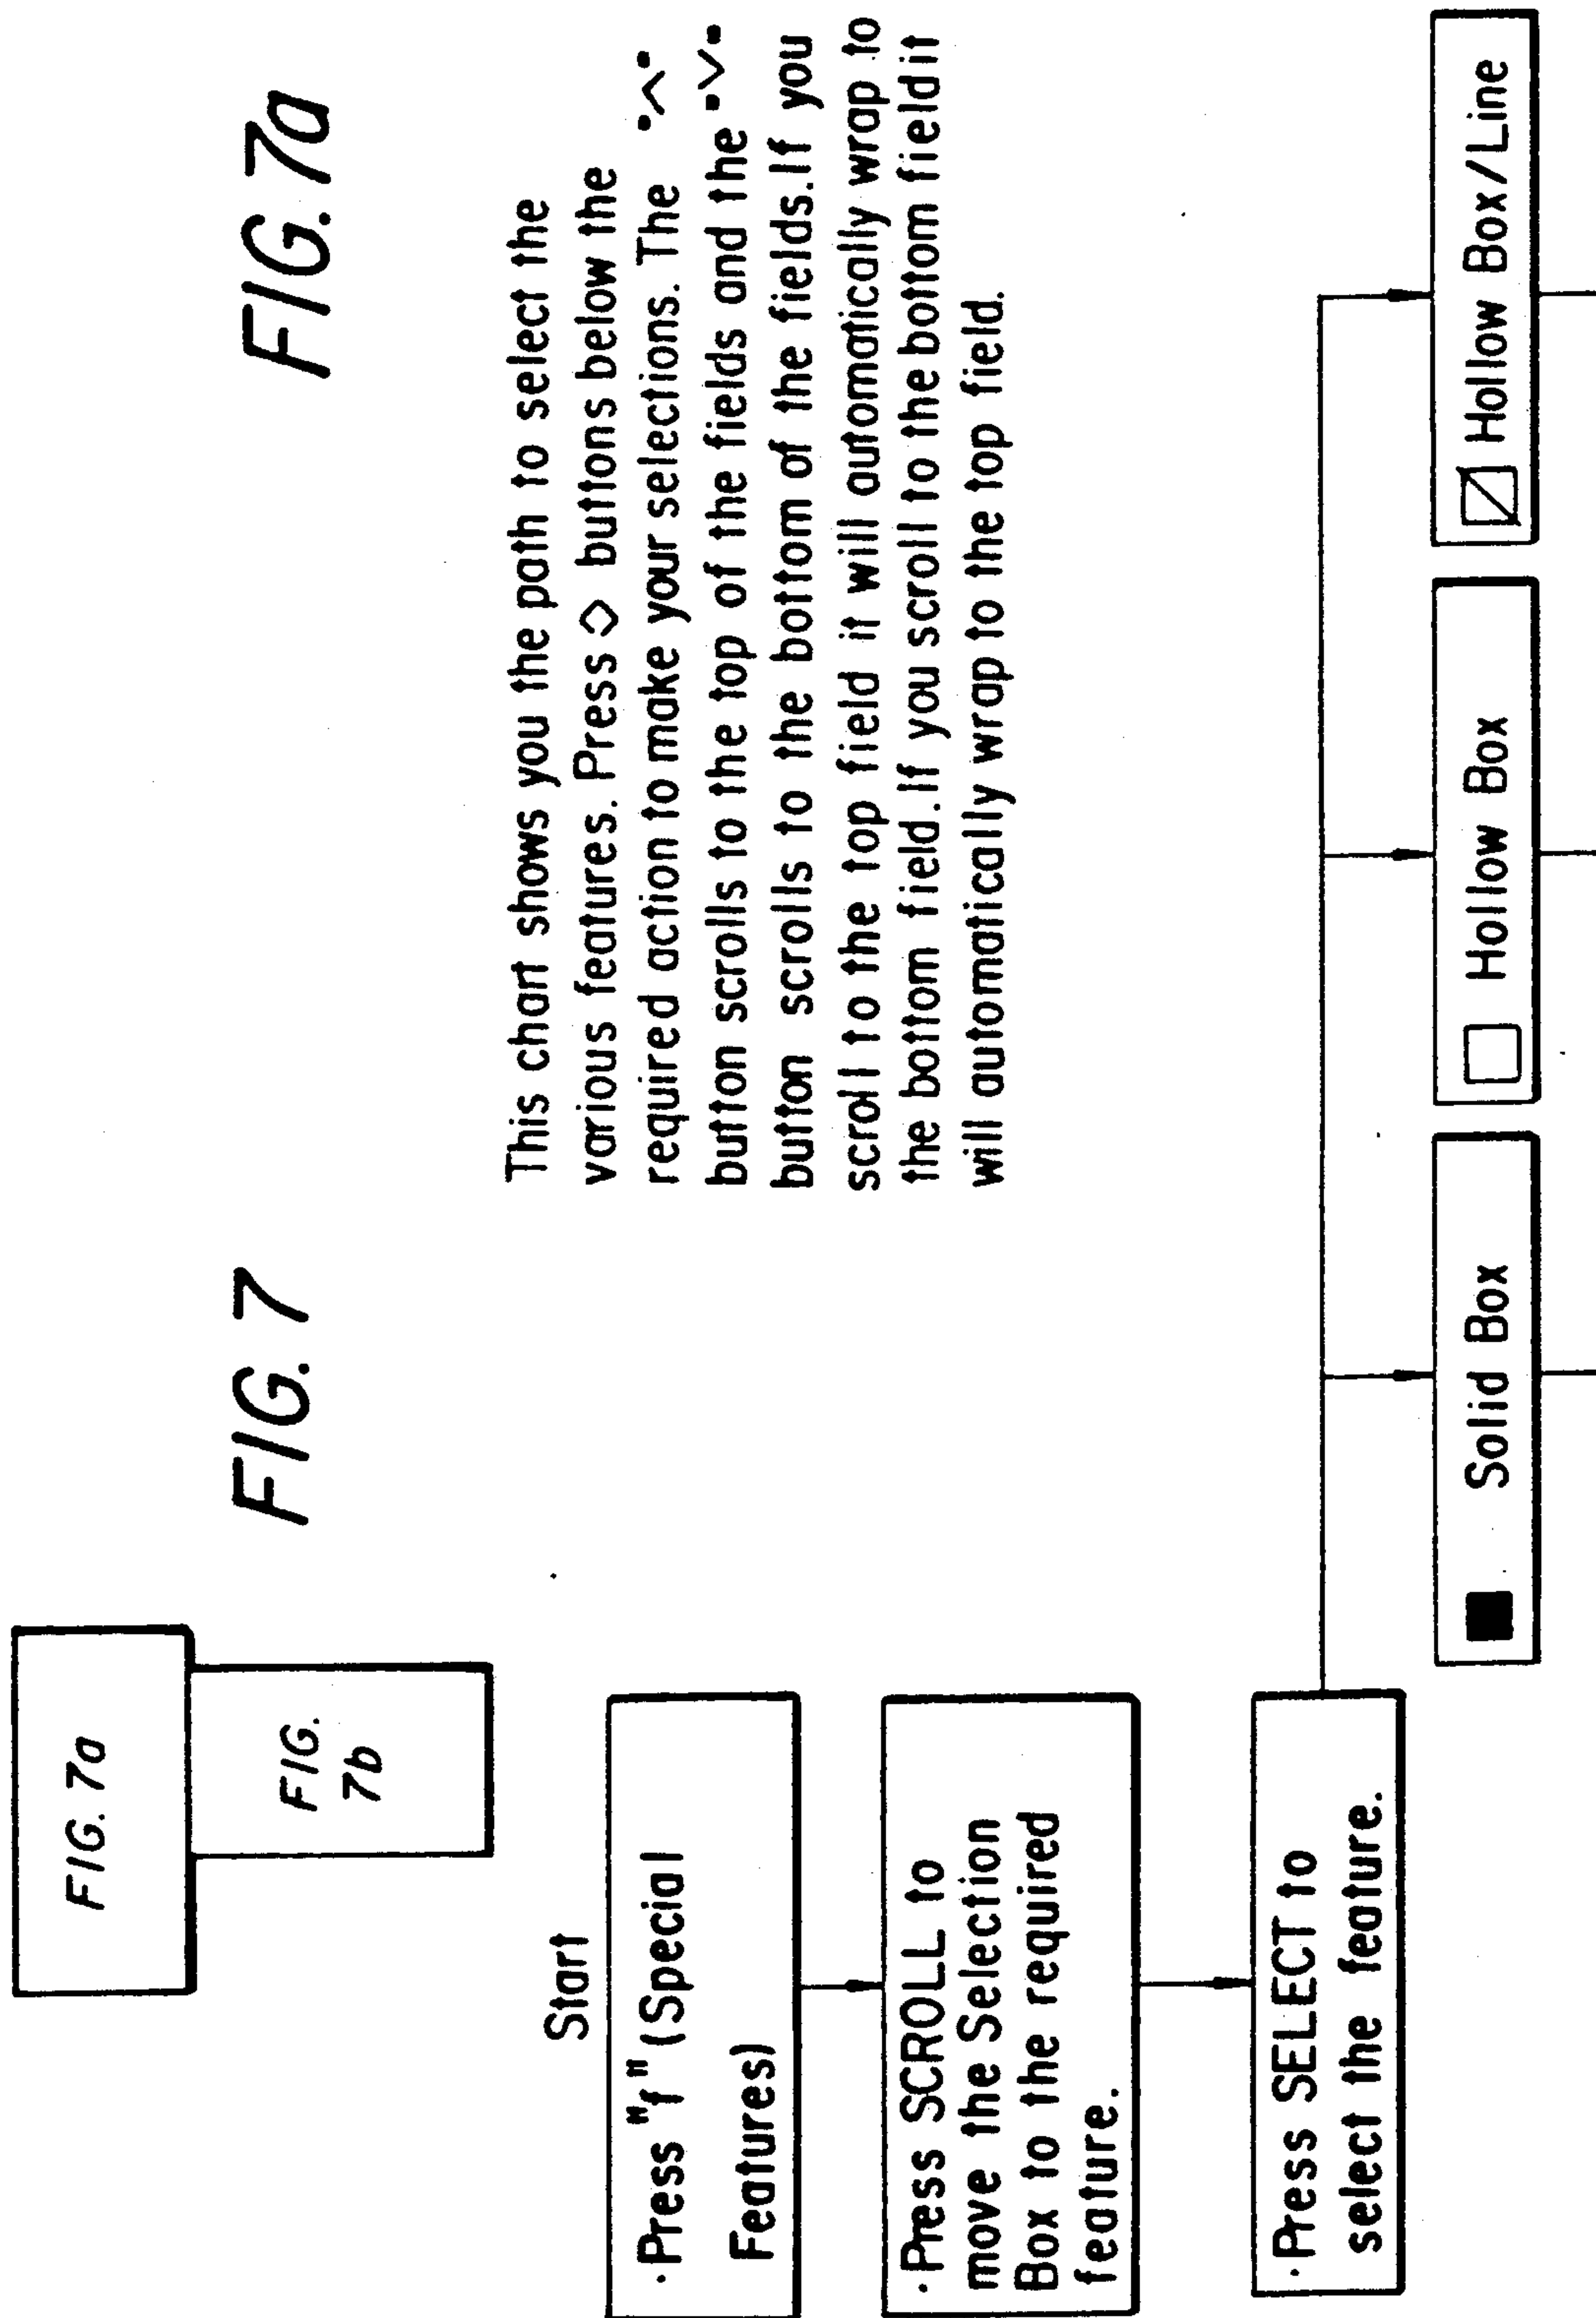 FIG. 7a
FIG.
7b
FIG. 7
FIG. 7a
This chart shows you the path to select the
various features. Press <> buttons below the
required action to make your selections. The "^"
button scrolls to the top of the fields and the "v"
button scrolls to the bottom of the fields.If you
scroll to the top field it will automatically wrap to
the bottom field.If you scroll to the bottom field it
will automatically wrap to the top field.
Start
·Press "f" (Special
Features)
·Press SCROLL to
move the Selection
Box to the required
feature.
·Press SELECT to
select the feature.
Solid Box
Hollow Box
Hollow Box/Line